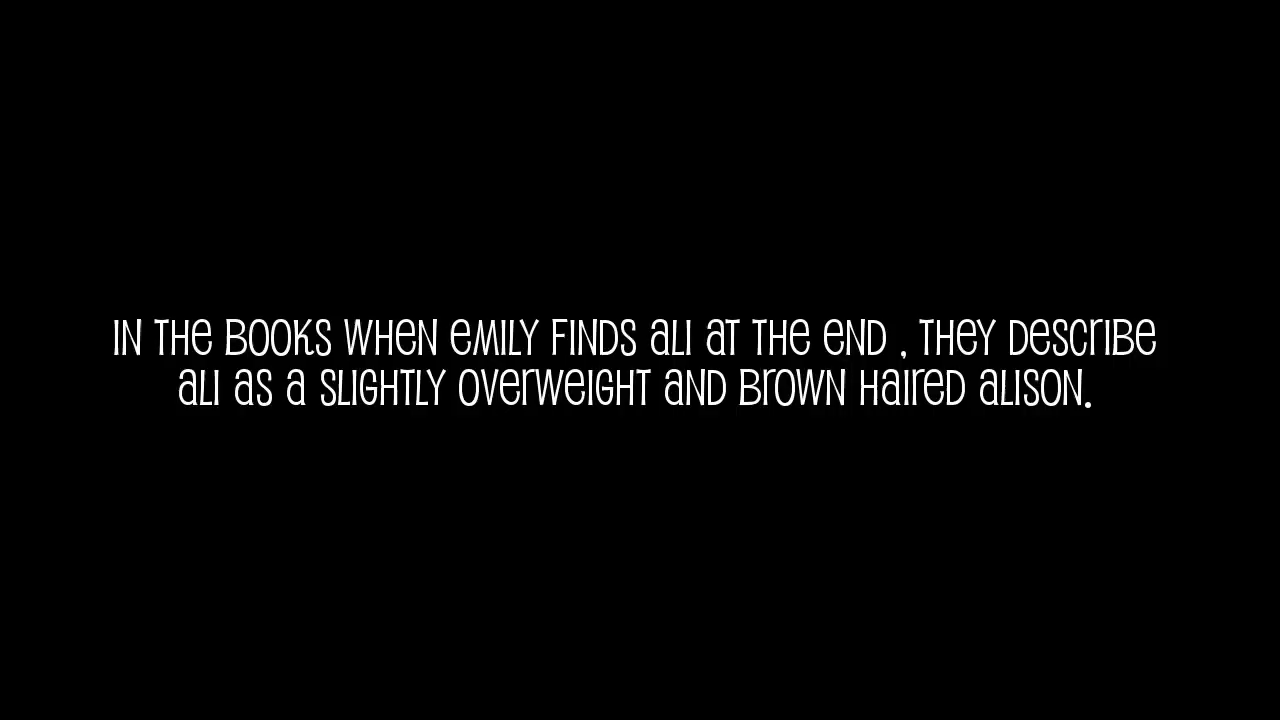 IN THE BOOKS WHEN EMILY FINDS ALI AT THE END , THEY DESCRIBE
ALI AS A SLIGHTLY OVERWEIGHT AND BROWN HAIRED ALISON.